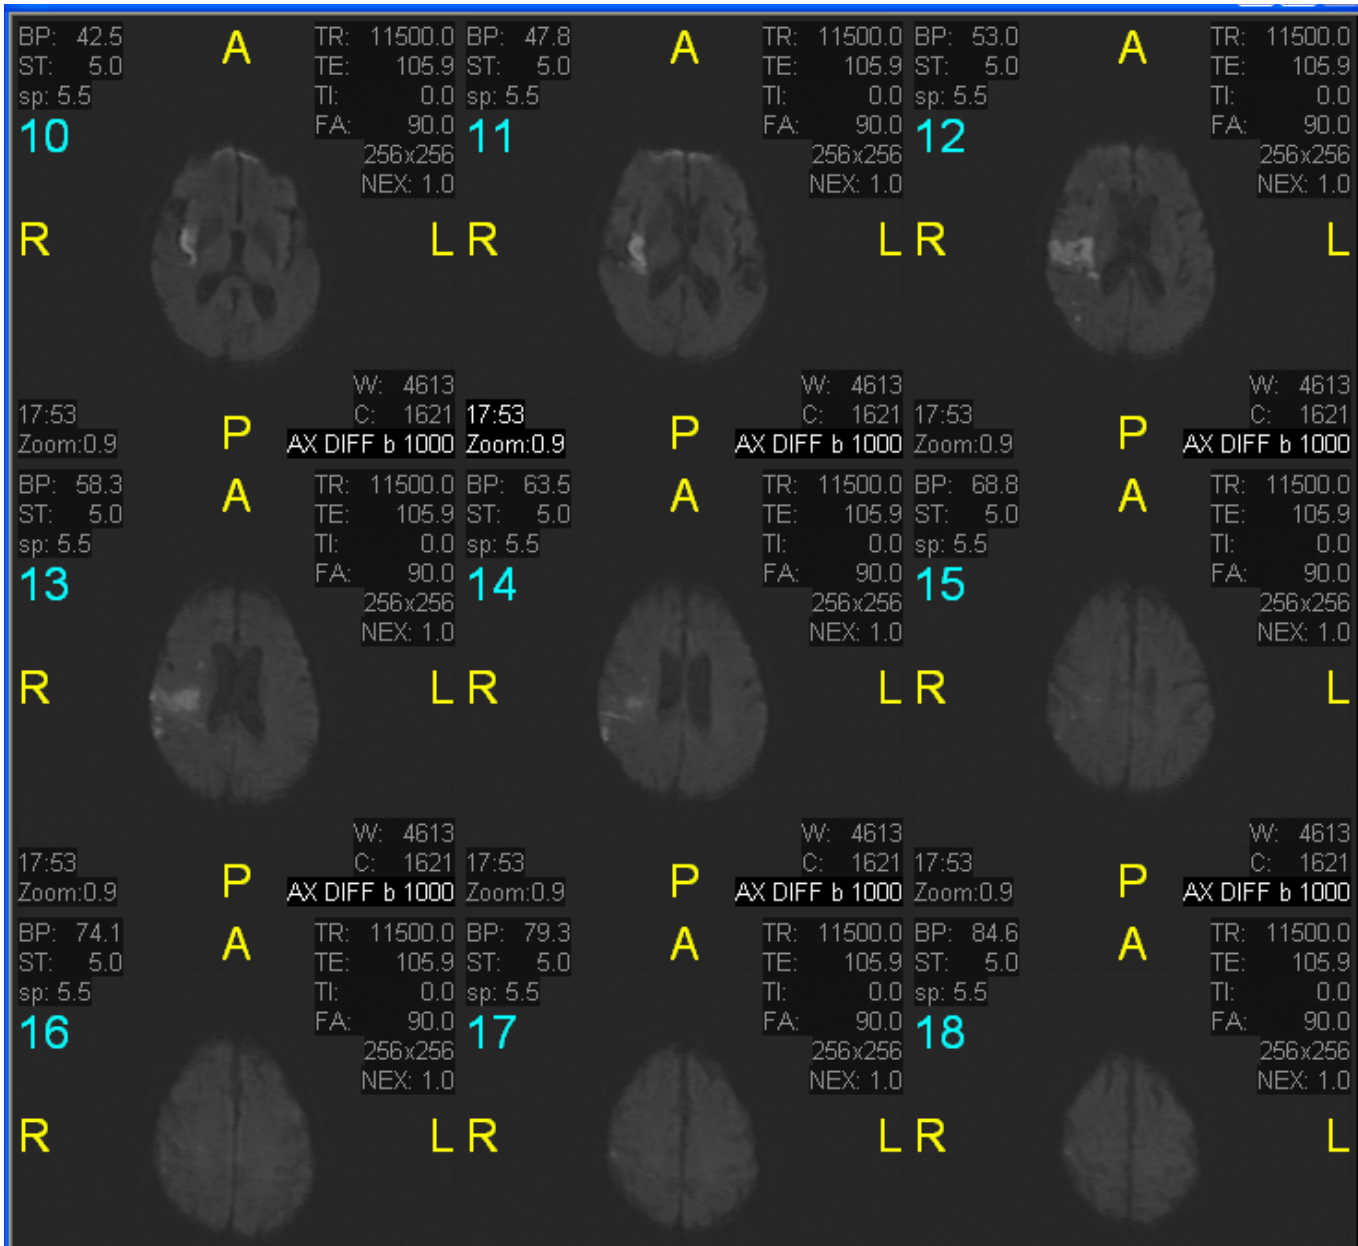 BP: 42.5 A TR: 11500.0
ST: 5.0 TE: 105.9
sp: 5.5 TI: 0.0
10 FA: 90.0
256x256
NEX: 1.0
R L
W: 4613
17:53 C: 1621
Zoom:0.9 P AX DIFF b 1000
BP: 47.8 A TR: 11500.0
ST: 5.0 TE: 105.9
sp: 5.5 TI: 0.0
11 FA: 90.0
256x256
NEX: 1.0
R L
W: 4613
17:53 C: 1621
Zoom:0.9 P AX DIFF b 1000
BP: 53.0 A TR: 11500.0
ST: 5.0 TE: 105.9
sp: 5.5 TI: 0.0
12 FA: 90.0
256x256
NEX: 1.0
R L
W: 4613
17:53 C: 1621
Zoom:0.9 P AX DIFF b 1000
BP: 58.3 A TR: 11500.0
ST: 5.0 TE: 105.9
sp: 5.5 TI: 0.0
13 FA: 90.0
256x256
NEX: 1.0
R L
W: 4613
17:53 C: 1621
Zoom:0.9 P AX DIFF b 1000
BP: 63.5 A TR: 11500.0
ST: 5.0 TE: 105.9
sp: 5.5 TI: 0.0
14 FA: 90.0
256x256
NEX: 1.0
R L
W: 4613
17:53 C: 1621
Zoom:0.9 P AX DIFF b 1000
BP: 68.8 A TR: 11500.0
ST: 5.0 TE: 105.9
sp: 5.5 TI: 0.0
15 FA: 90.0
256x256
NEX: 1.0
R L
W: 4613
17:53 C: 1621
Zoom:0.9 P AX DIFF b 1000
BP: 74.1 A TR: 11500.0
ST: 5.0 TE: 105.9
sp: 5.5 TI: 0.0
16 FA: 90.0
256x256
NEX: 1.0
R L
BP: 79.3 A TR: 11500.0
ST: 5.0 TE: 105.9
sp: 5.5 TI: 0.0
17 FA: 90.0
256x256
NEX: 1.0
R L
BP: 84.6 A TR: 11500.0
ST: 5.0 TE: 105.9
sp: 5.5 TI: 0.0
18 FA: 90.0
256x256
NEX: 1.0
R L